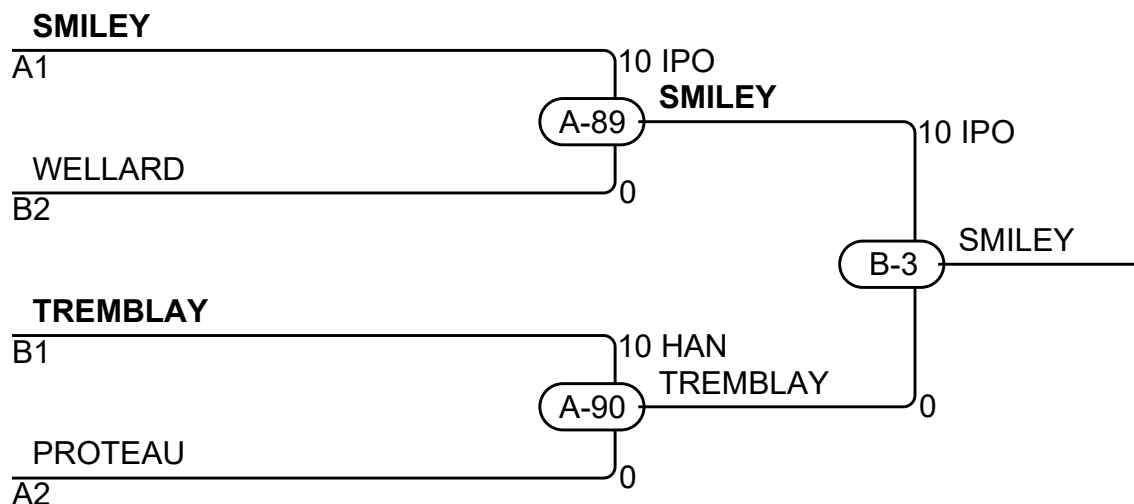 SMILEY
A1
10 IPO
A-89
SMILEY
WELLARD
B2
0
10 IPO
B-3
SMILEY
TREMBLAY
B1
10 HAN
A-90
TREMBLAY
0
PROTEAU
A2
0